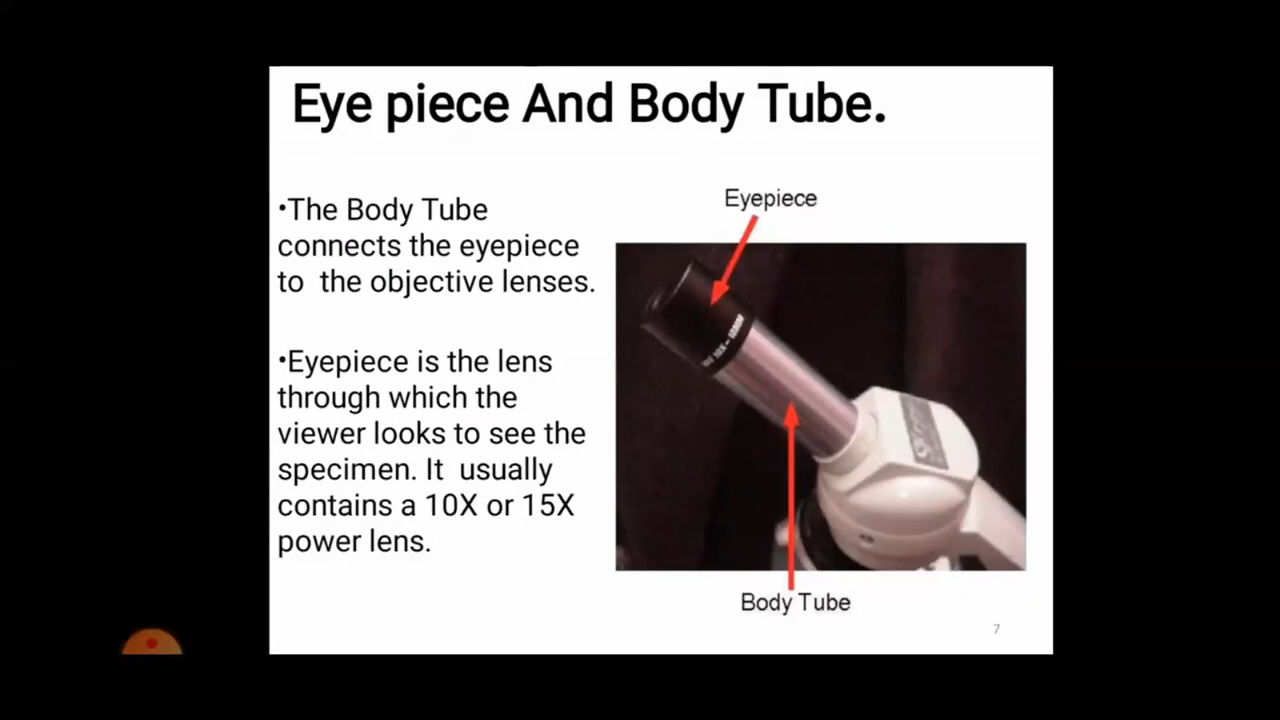 Eye piece And Body Tube.
•The Body Tube
connects the eyepiece
to the objective lenses.
•Eyepiece is the lens
through which the
viewer looks to see the
specimen. It usually
contains a 10X or 15X
power lens.
Eyepiece
10X
Body Tube
7